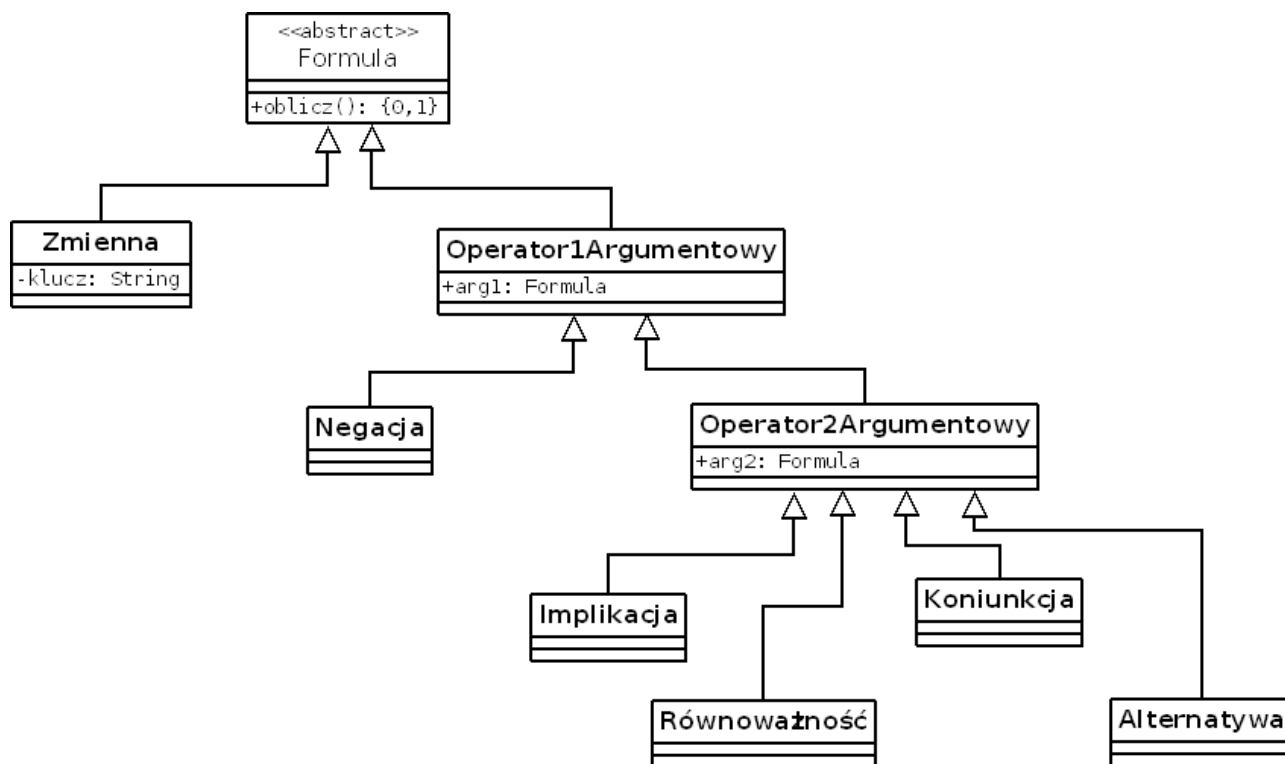 <<abstract>>
Formula
+oblicz(): {0,1}
Zmienna
-klucz: String
Operator1Argumentowy
+arg1: Formula
Negacja
Operator2Argumentowy
+arg2: Formula
Implikacja
Koniunkcja
Równoważność
Alternatywa